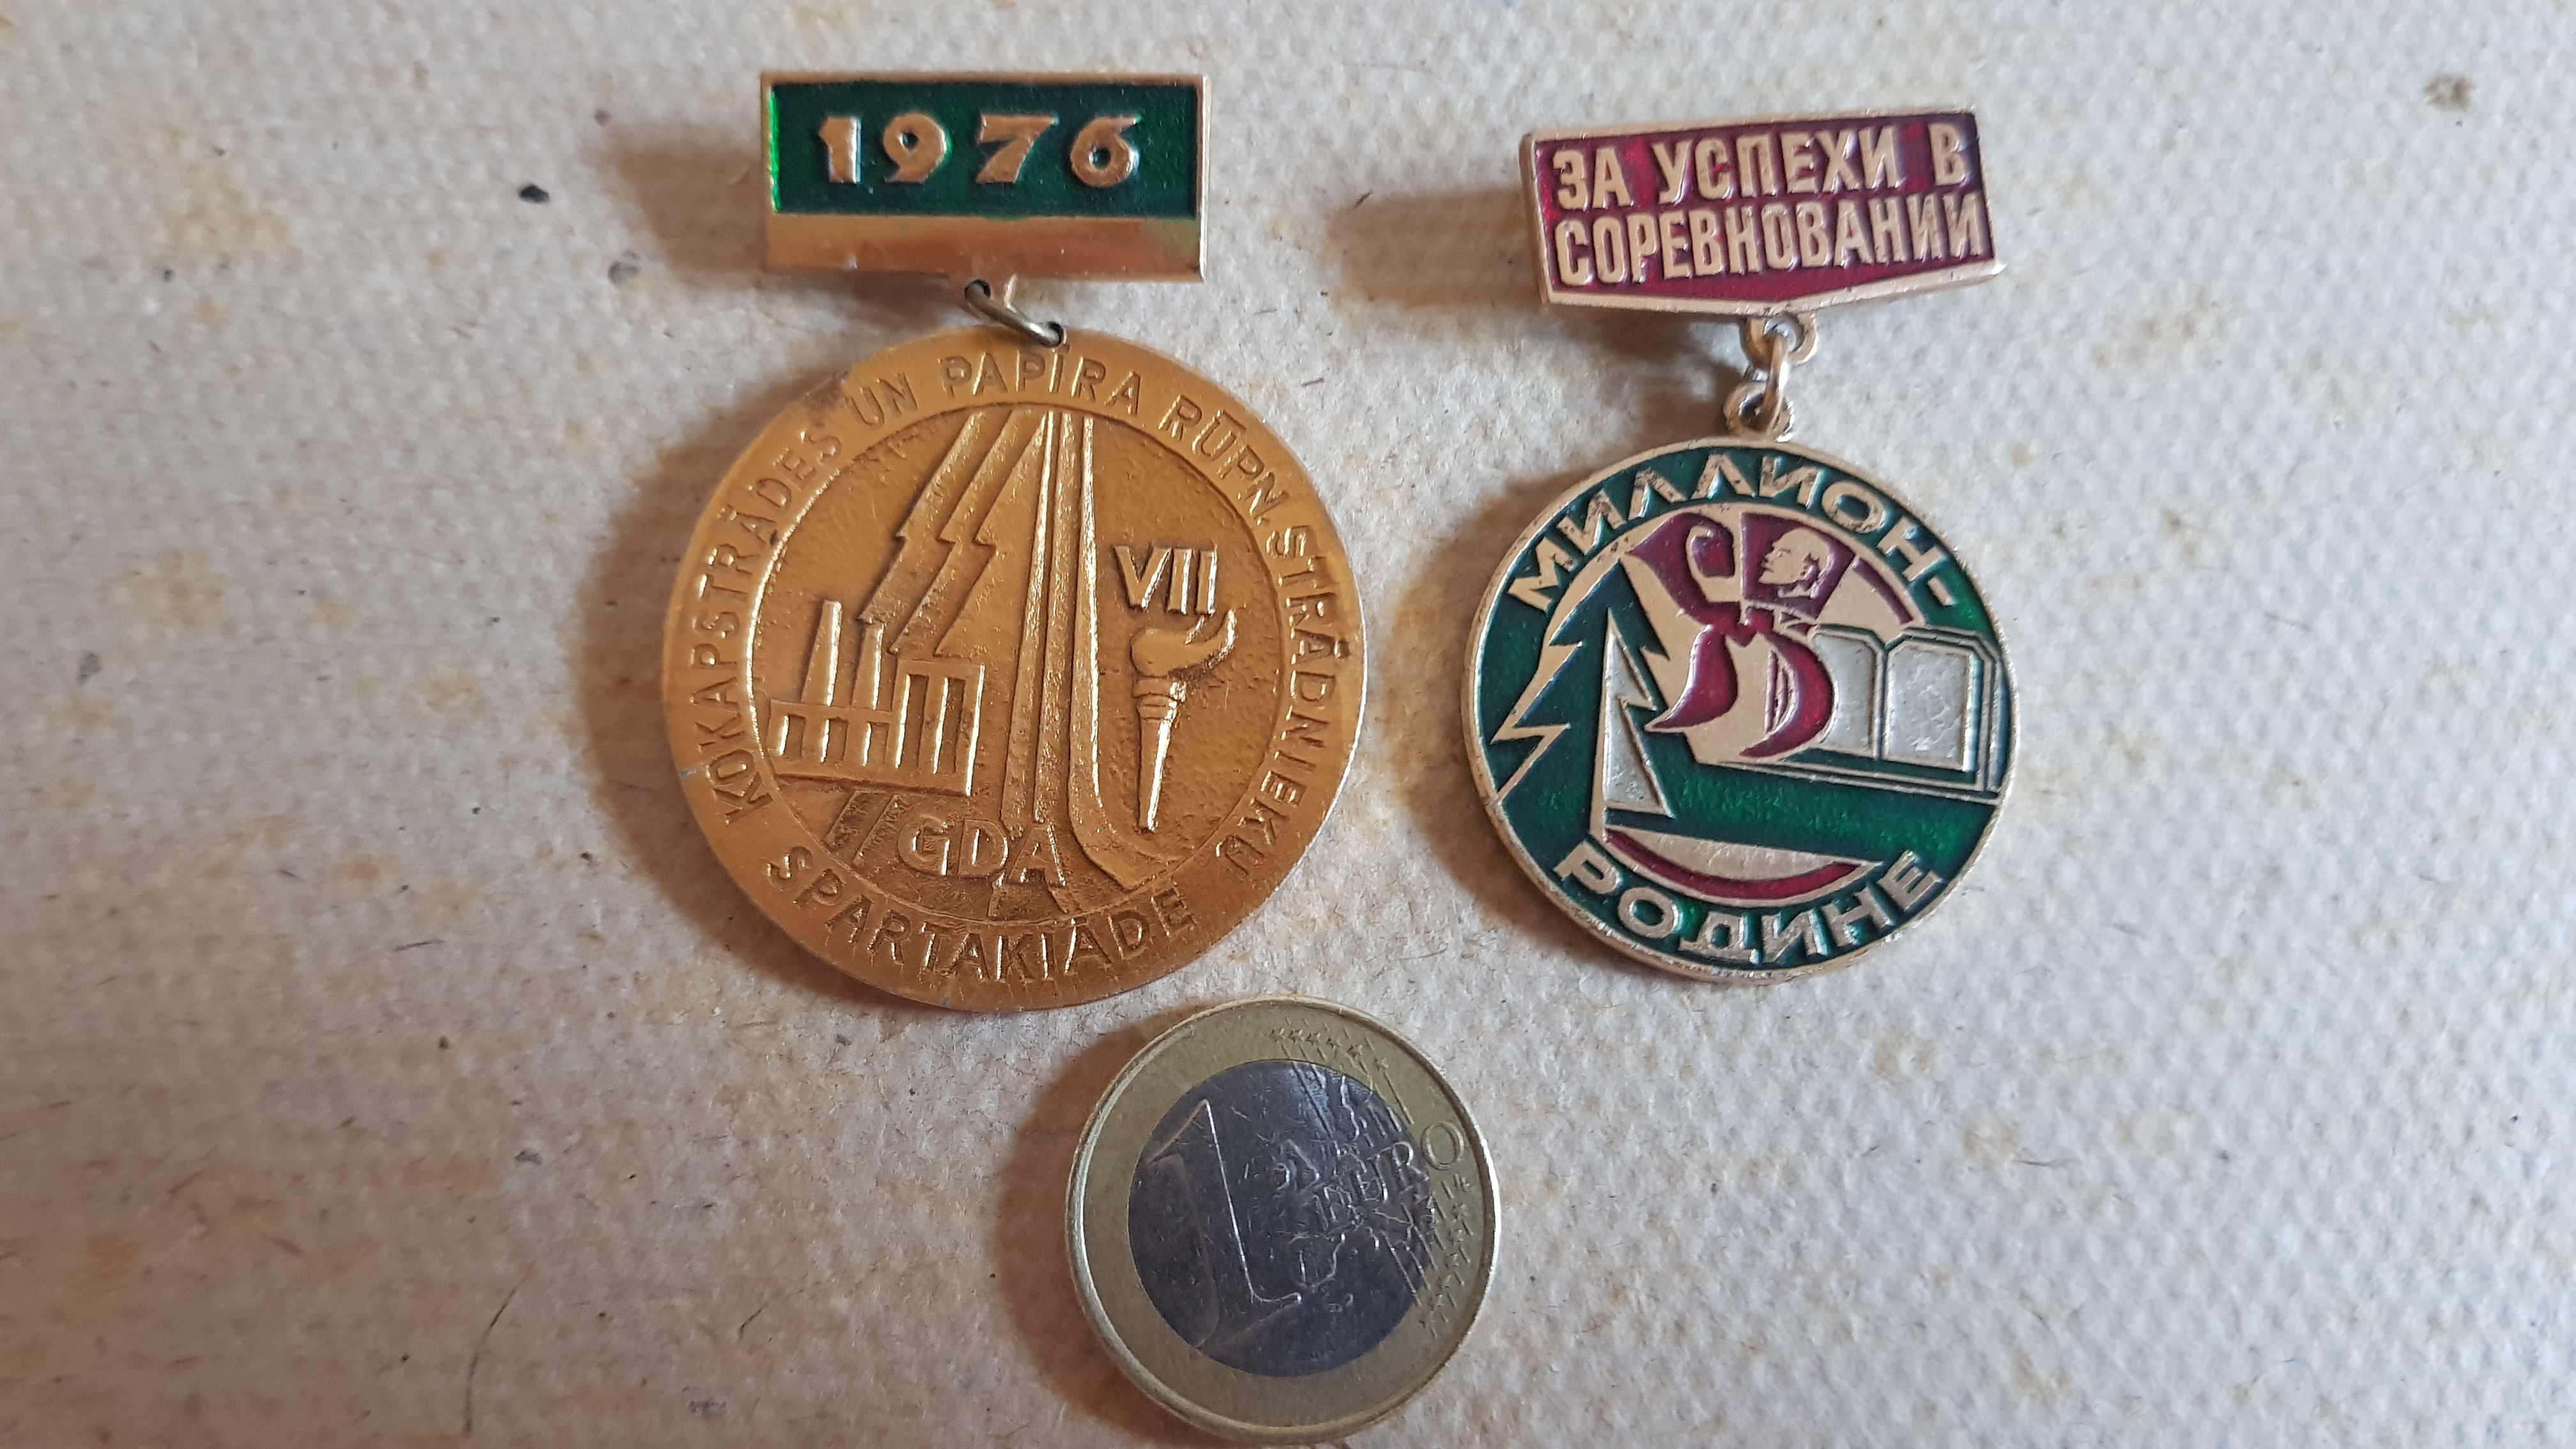 1976
KOKAPSTRĀDES UN PAPĪRA RŪPN. STRĀDNIEKU
SPARTAKIĀDE
VII
GDA
ЗА УСПЕХИ В
СОРЕВНОВАНИИ
МИЛЛИОН-
РОДИНЕ
1 EURO